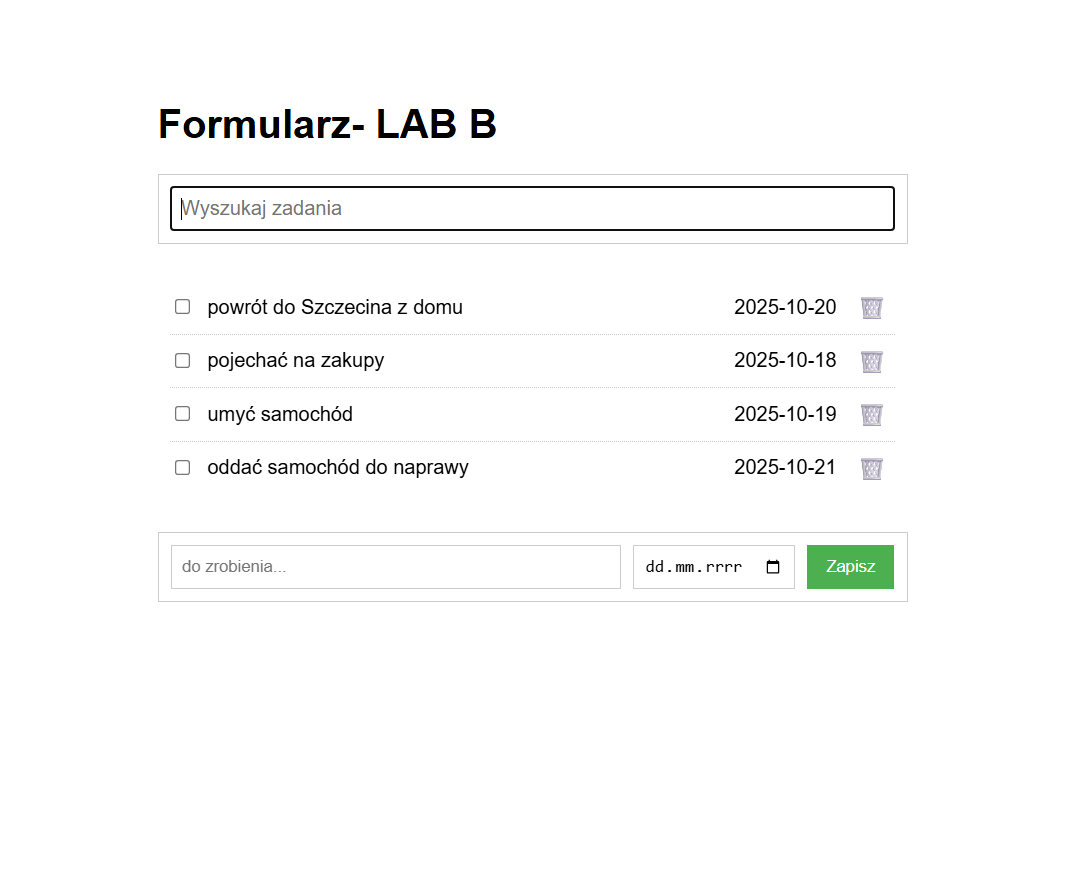 Formularz- LAB B
Wyszukaj zadania
powrót do Szczecina z domu 2025-10-20
pojechać na zakupy 2025-10-18
umyć samochód 2025-10-19
oddać samochód do naprawy 2025-10-21
do zrobienia... dd.mm.rrrr Zapisz